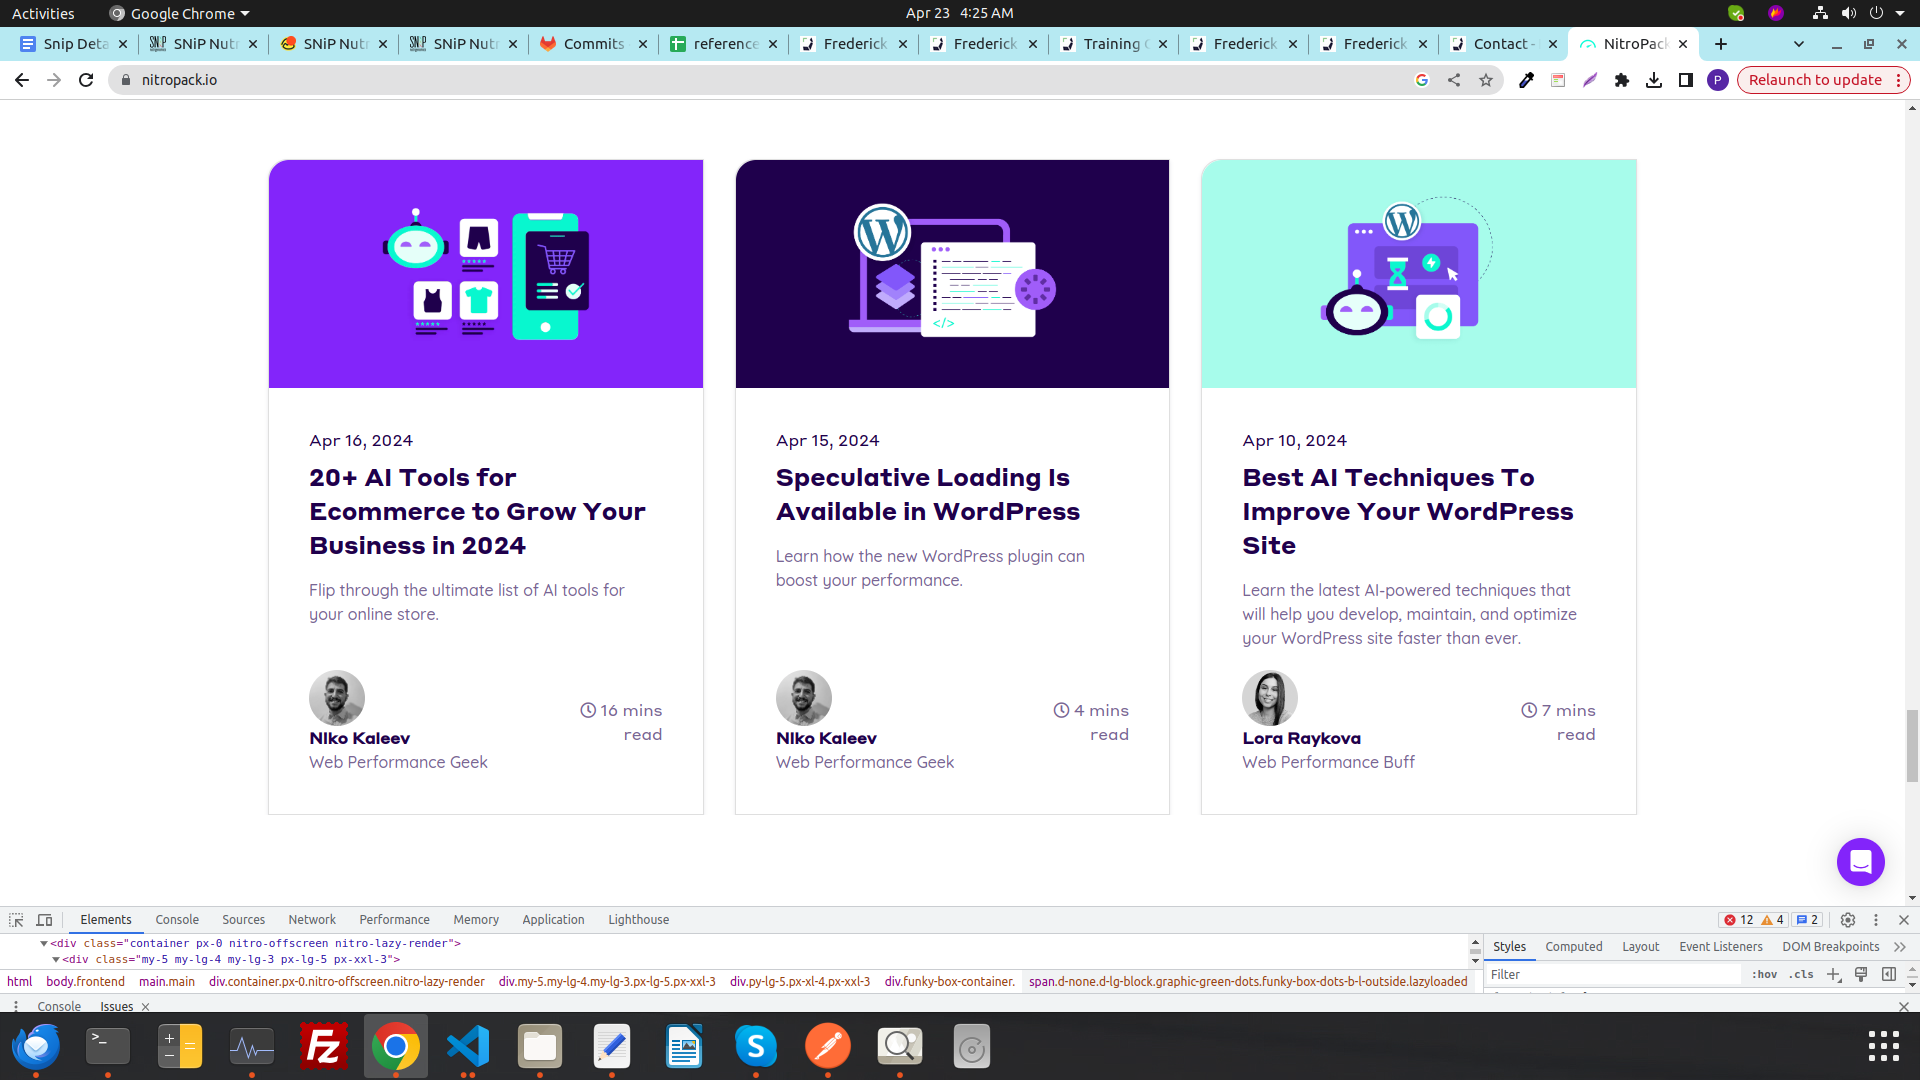 Activities
Google Chrome
Apr 23 4:25 AM
Snip Deta
SNiP Nutr
SNiP Nutr
SNiP Nutr
Commits
reference
Frederick
Frederick
Training C
Frederick
Frederick
Contact -
NitroPack
nitropack.io
P
Relaunch to update
Apr 16, 2024
20+ AI Tools for
Ecommerce to Grow Your
Business in 2024
Flip through the ultimate list of AI tools for
your online store.
16 mins
read
Niko Kaleev
Web Performance Geek
</>
Apr 15, 2024
Speculative Loading Is
Available in WordPress
Learn how the new WordPress plugin can
boost your performance.
4 mins
read
Niko Kaleev
Web Performance Geek
Apr 10, 2024
Best AI Techniques To
Improve Your WordPress
Site
Learn the latest AI-powered techniques that
will help you develop, maintain, and optimize
your WordPress site faster than ever.
7 mins
read
Lora Raykova
Web Performance Buff
Elements
Console
Sources
Network
Performance
Memory
Application
Lighthouse
12
4
2
<div class="container px-0 nitro-offscreen nitro-lazy-render">
<div class="my-5 my-lg-4 my-lg-3 px-lg-5 px-xxl-3">
Styles
Computed
Layout
Event Listeners
DOM Breakpoints
Filter
:hov
.cls
html
body.frontend
main.main
div.container.px-0.nitro-offscreen.nitro-lazy-render
div.my-5.my-lg-4.my-lg-3.px-lg-5.px-xxl-3
div.py-lg-5.px-xl-4.px-xxl-3
div.funky-box-container.
span.d-none.d-lg-block.graphic-green-dots.funky-box-dots-b-l-outside.lazyloaded
Console
Issues